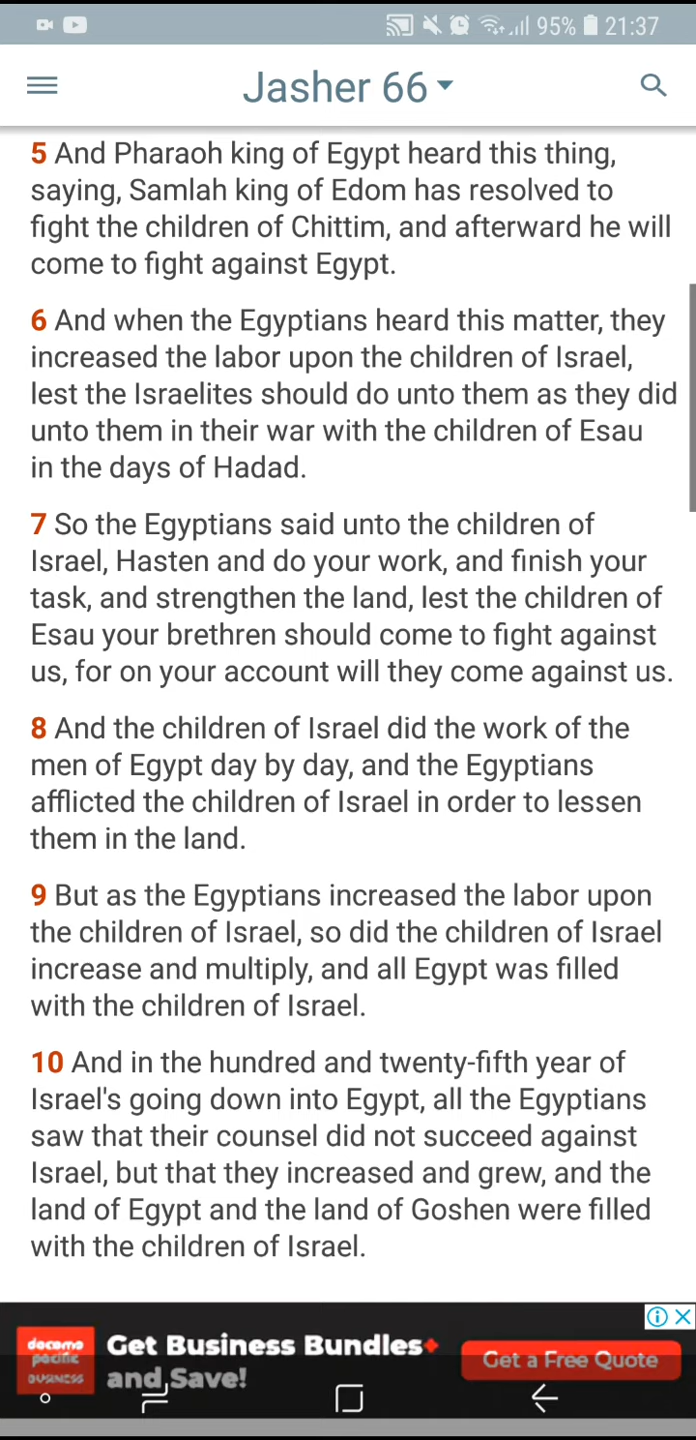 95% 21:37
Jasher 66
5 And Pharaoh king of Egypt heard this thing,
saying, Samlah king of Edom has resolved to
fight the children of Chittim, and afterward he will
come to fight against Egypt.
6 And when the Egyptians heard this matter, they
increased the labor upon the children of Israel,
lest the Israelites should do unto them as they did
unto them in their war with the children of Esau
in the days of Hadad.
7 So the Egyptians said unto the children of
Israel, Hasten and do your work, and finish your
task, and strengthen the land, lest the children of
Esau your brethren should come to fight against
us, for on your account will they come against us.
8 And the children of Israel did the work of the
men of Egypt day by day, and the Egyptians
afflicted the children of Israel in order to lessen
them in the land.
9 But as the Egyptians increased the labor upon
the children of Israel, so did the children of Israel
increase and multiply, and all Egypt was filled
with the children of Israel.
10 And in the hundred and twenty-fifth year of
Israel's going down into Egypt, all the Egyptians
saw that their counsel did not succeed against
Israel, but that they increased and grew, and the
land of Egypt and the land of Goshen were filled
with the children of Israel.
docomo
pacific
BUSINESS
Get Business Bundles
and Save!
Get a Free Quote